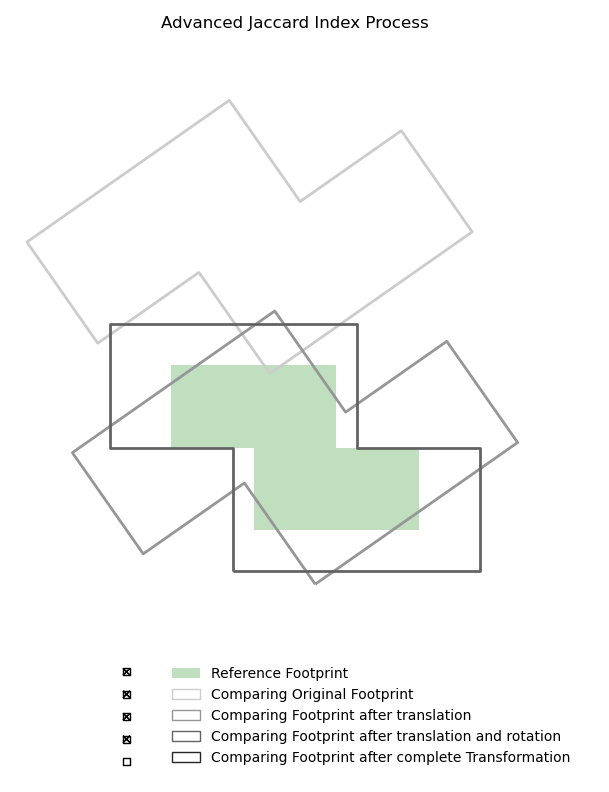 Advanced Jaccard Index Process
Reference Footprint
Comparing Original Footprint
Comparing Footprint after translation
Comparing Footprint after translation and rotation
Comparing Footprint after complete Transformation